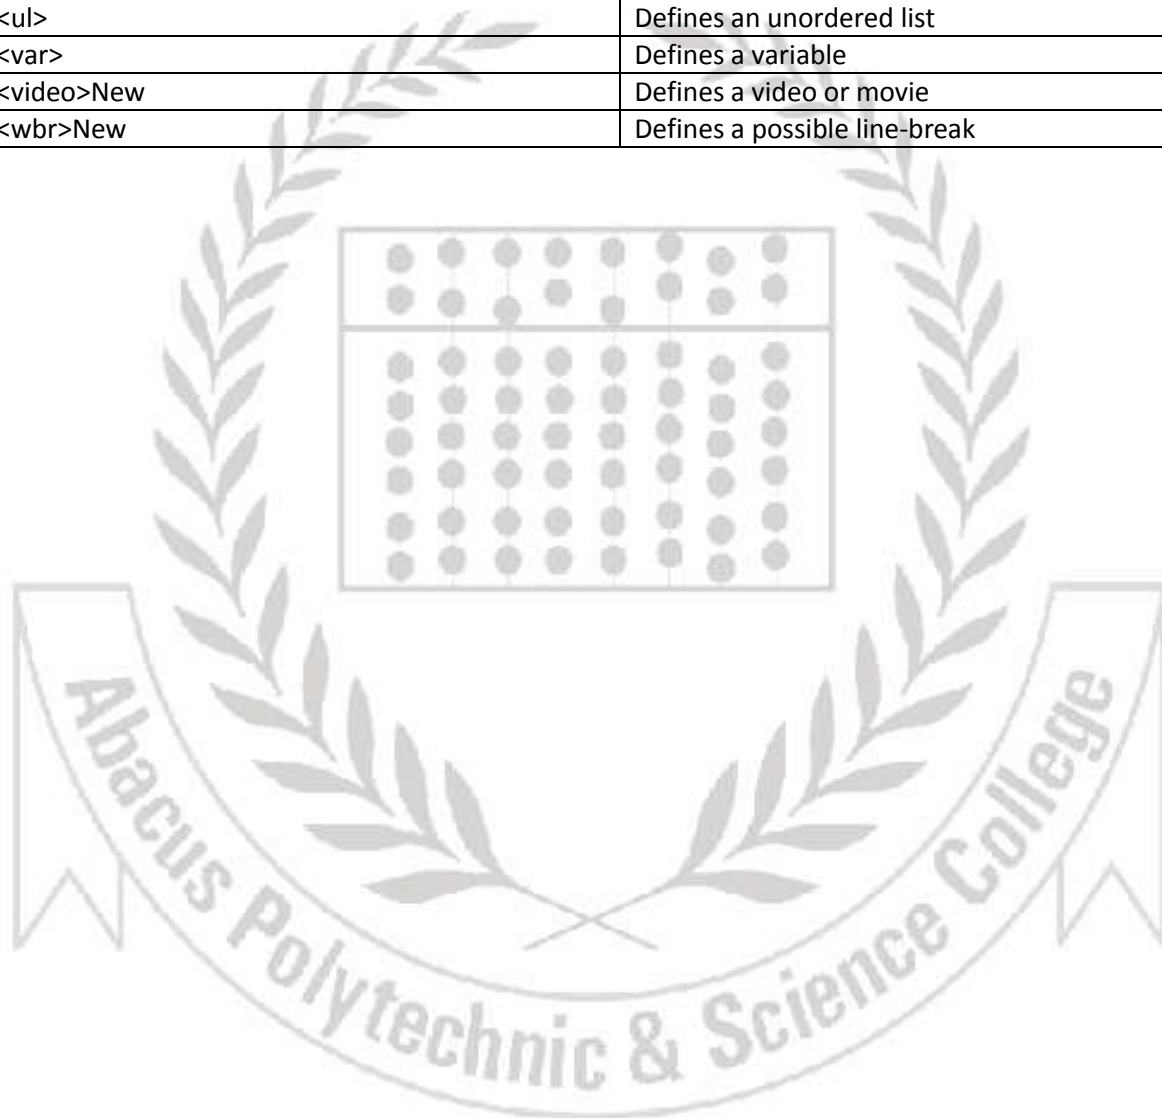 <ul> Defines an unordered list
<var> Defines a variable
<video>New Defines a video or movie
<wbr>New Defines a possible line-break
Abacus Polytechnic & Science College